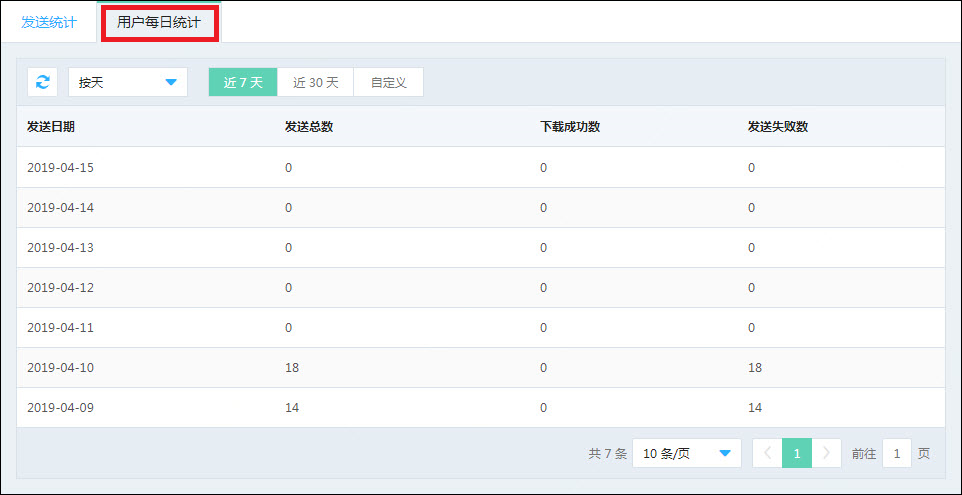 发送统计 用户每日统计
按天 近 7 天 近 30 天 自定义
发送日期 发送总数 下载成功数 发送失败数
2019-04-15 0 0 0
2019-04-14 0 0 0
2019-04-13 0 0 0
2019-04-12 0 0 0
2019-04-11 0 0 0
2019-04-10 18 0 18
2019-04-09 14 0 14
共 7 条 10 条/页 1 前往 1 页